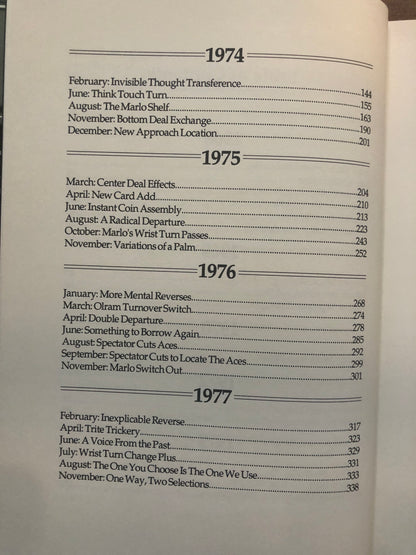 1974
February: Invisible Thought Transference 144
June: Think Touch Turn 155
August: The Marlo Shelf 163
November: Bottom Deal Exchange 190
December: New Approach Location 201
1975
March: Center Deal Effects 204
April: New Card Add 210
June: Instant Coin Assembly 213
August: A Radical Departure 223
October: Marlo's Wrist Turn Passes 243
November: Variations of a Palm 252
1976
January: More Mental Reverses 268
March: Olram Turnover Switch 274
April: Double Departure 278
June: Something to Borrow Again 285
August: Spectator Cuts Aces 292
September: Spectator Cuts to Locate The Aces 299
November: Marlo Switch Out 301
1977
February: Inexplicable Reverse 317
April: Trite Trickery 323
June: A Voice From the Past 329
July: Wrist Turn Change Plus 331
August: The One You Choose Is The One We Use 333
November: One Way, Two Selections 338